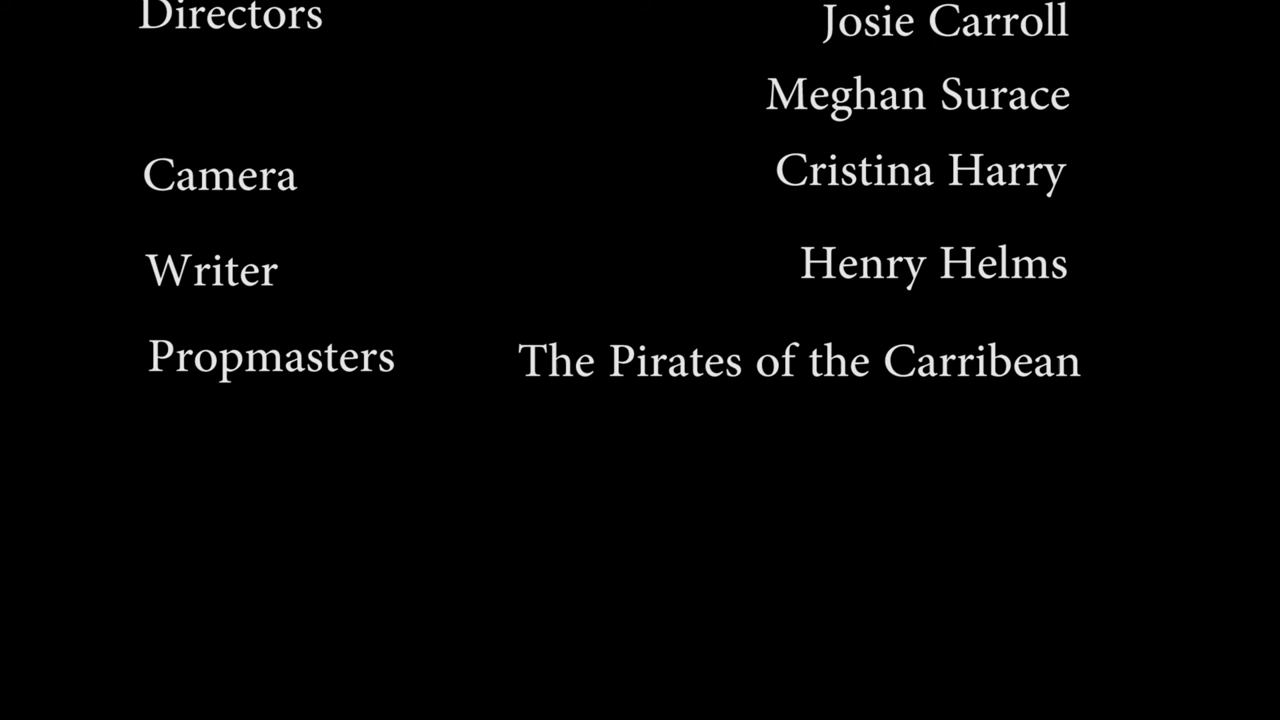 Directors Josie Carroll
Meghan Surace
Camera Cristina Harry
Writer Henry Helms
Propmasters The Pirates of the Carribean